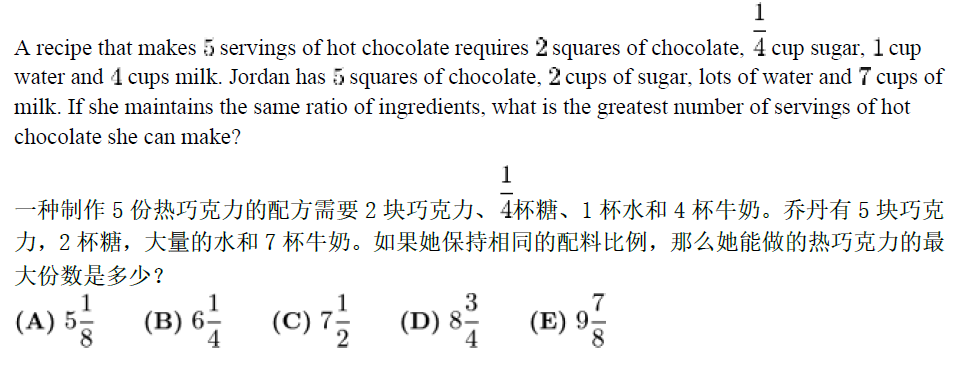 A recipe that makes 5 servings of hot chocolate requires 2 squares of chocolate, 1/4 cup sugar, 1 cup
water and 4 cups milk. Jordan has 5 squares of chocolate, 2 cups of sugar, lots of water and 7 cups of
milk. If she maintains the same ratio of ingredients, what is the greatest number of servings of hot
chocolate she can make?
一种制作 5 份热巧克力的配方需要 2 块巧克力、1/4杯糖、1 杯水和 4 杯牛奶。乔丹有 5 块巧克
力，2 杯糖，大量的水和 7 杯牛奶。如果她保持相同的配料比例，那么她能做的热巧克力的最
大份数是多少？
(A) 5 1/8 (B) 6 1/4 (C) 7 1/2 (D) 8 3/4 (E) 9 7/8